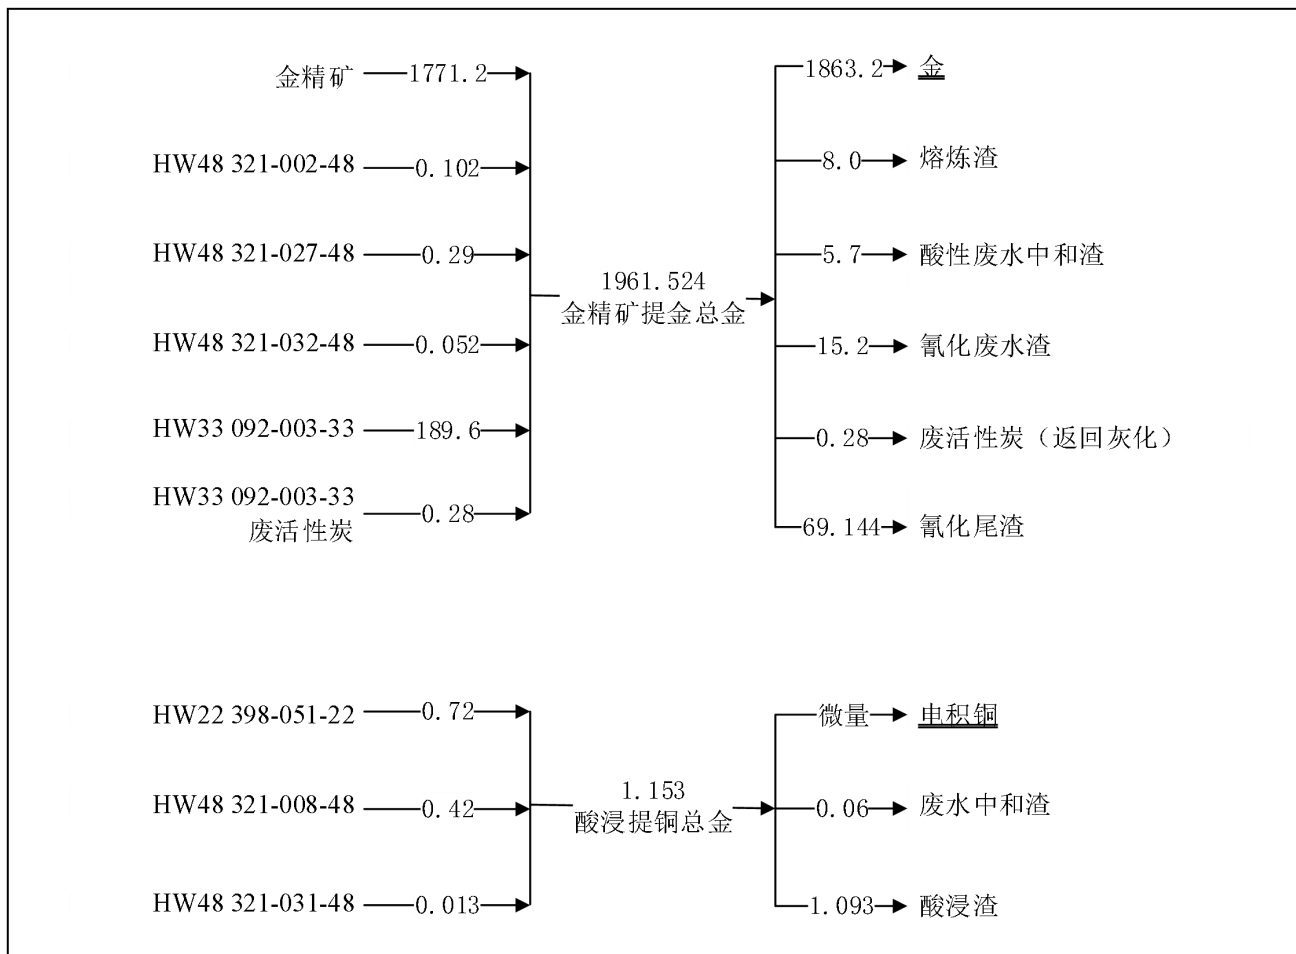 金精矿 1771.2
HW48 321-002-48 0.102
HW48 321-027-48 0.29
HW48 321-032-48 0.052
HW33 092-003-33 189.6
HW33 092-003-33
废活性炭 0.28
1961.524
金精矿提金总金
1863.2 金
8.0 熔炼渣
5.7 酸性废水中和渣
15.2 氰化废水渣
0.28 废活性炭（返回灰化）
69.144 氰化尾渣
HW22 398-051-22 0.72
HW48 321-008-48 0.42
HW48 321-031-48 0.013
1.153
酸浸提铜总金
微量 电积铜
0.06 废水中和渣
1.093 酸浸渣